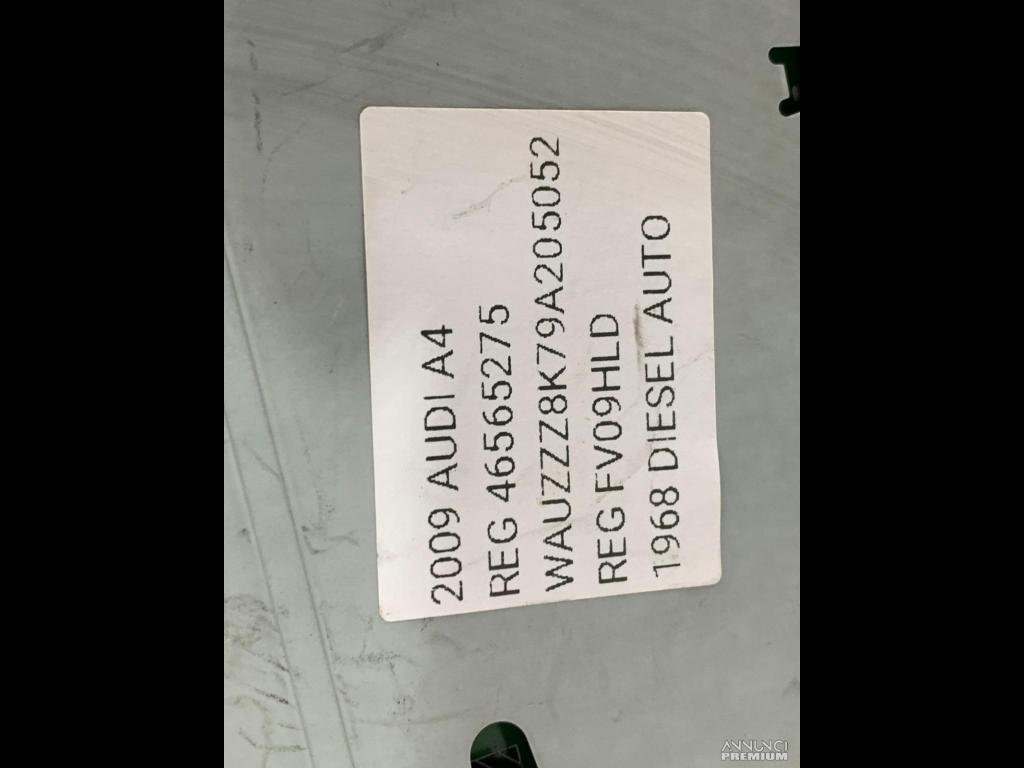 2009 AUDI A4
REG 46565275
WAUZZZ8K79A205052
REG FV09HLD
1968 DIESEL AUTO
ANNUNCI
PREMIUM